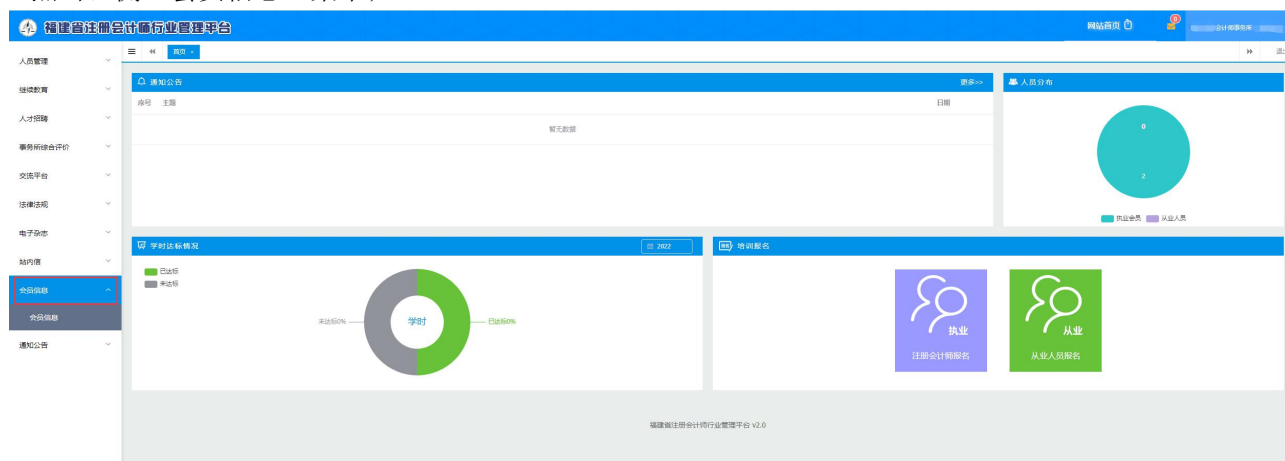 福建省注册会计师行业管理平台
网站首页
0
会计师事务所
人员管理
首页
继续教育
人才招聘
事务所综合评价
交流平台
法律法规
电子杂志
站内信
会员信息
会员信息
通知公告
通知公告 更多>>
序号 主题 日期
暂无数据
人员分布
0
2
执业会员 从业人员
学时达标情况 2022
已达标
未达标
未达标0% 学时 已达标0%
培训报名
执业
注册会计师报名
从业
从业人员报名
福建省注册会计师行业管理平台 v2.0